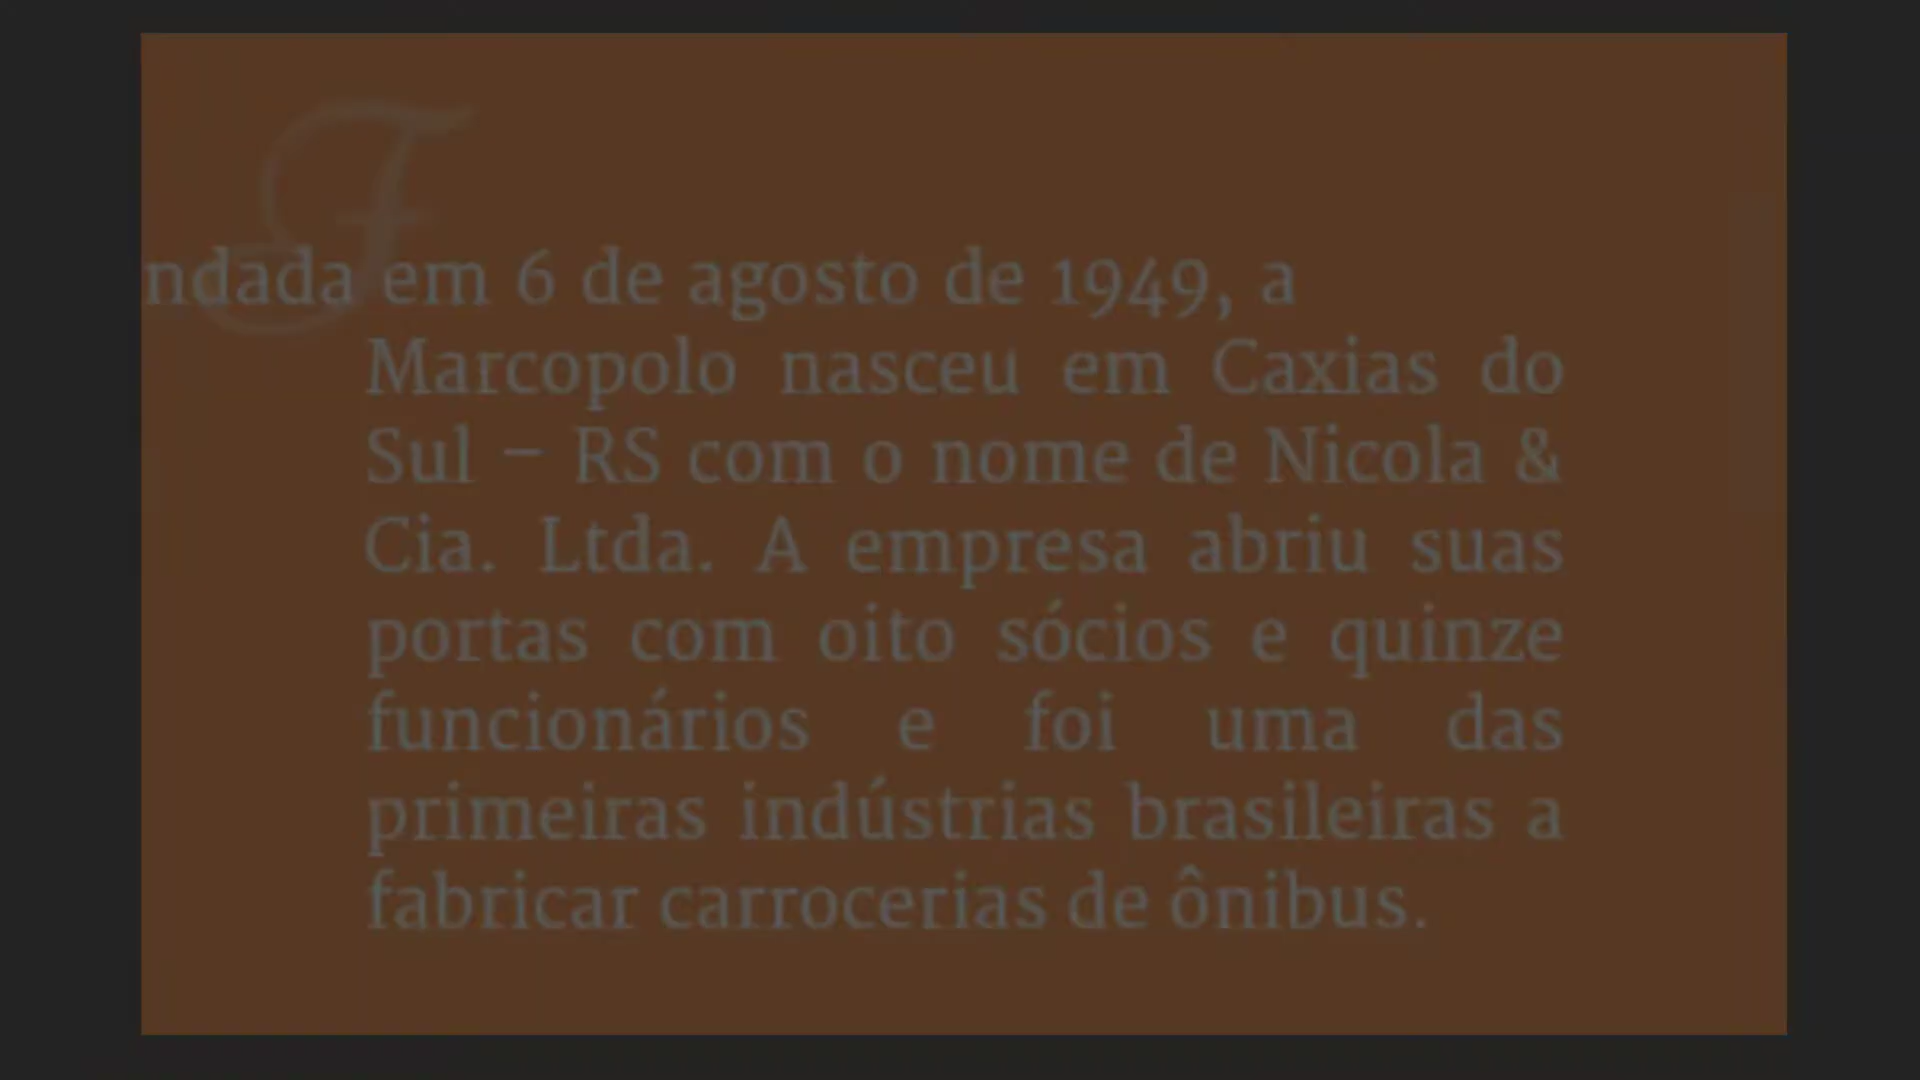 F
ndada em 6 de agosto de 1949, a
Marcopolo nasceu em Caxias do
Sul – RS com o nome de Nicola &
Cia. Ltda. A empresa abriu suas
portas com oito sócios e quinze
funcionários e foi uma das
primeiras indústrias brasileiras a
fabricar carrocerias de ônibus.